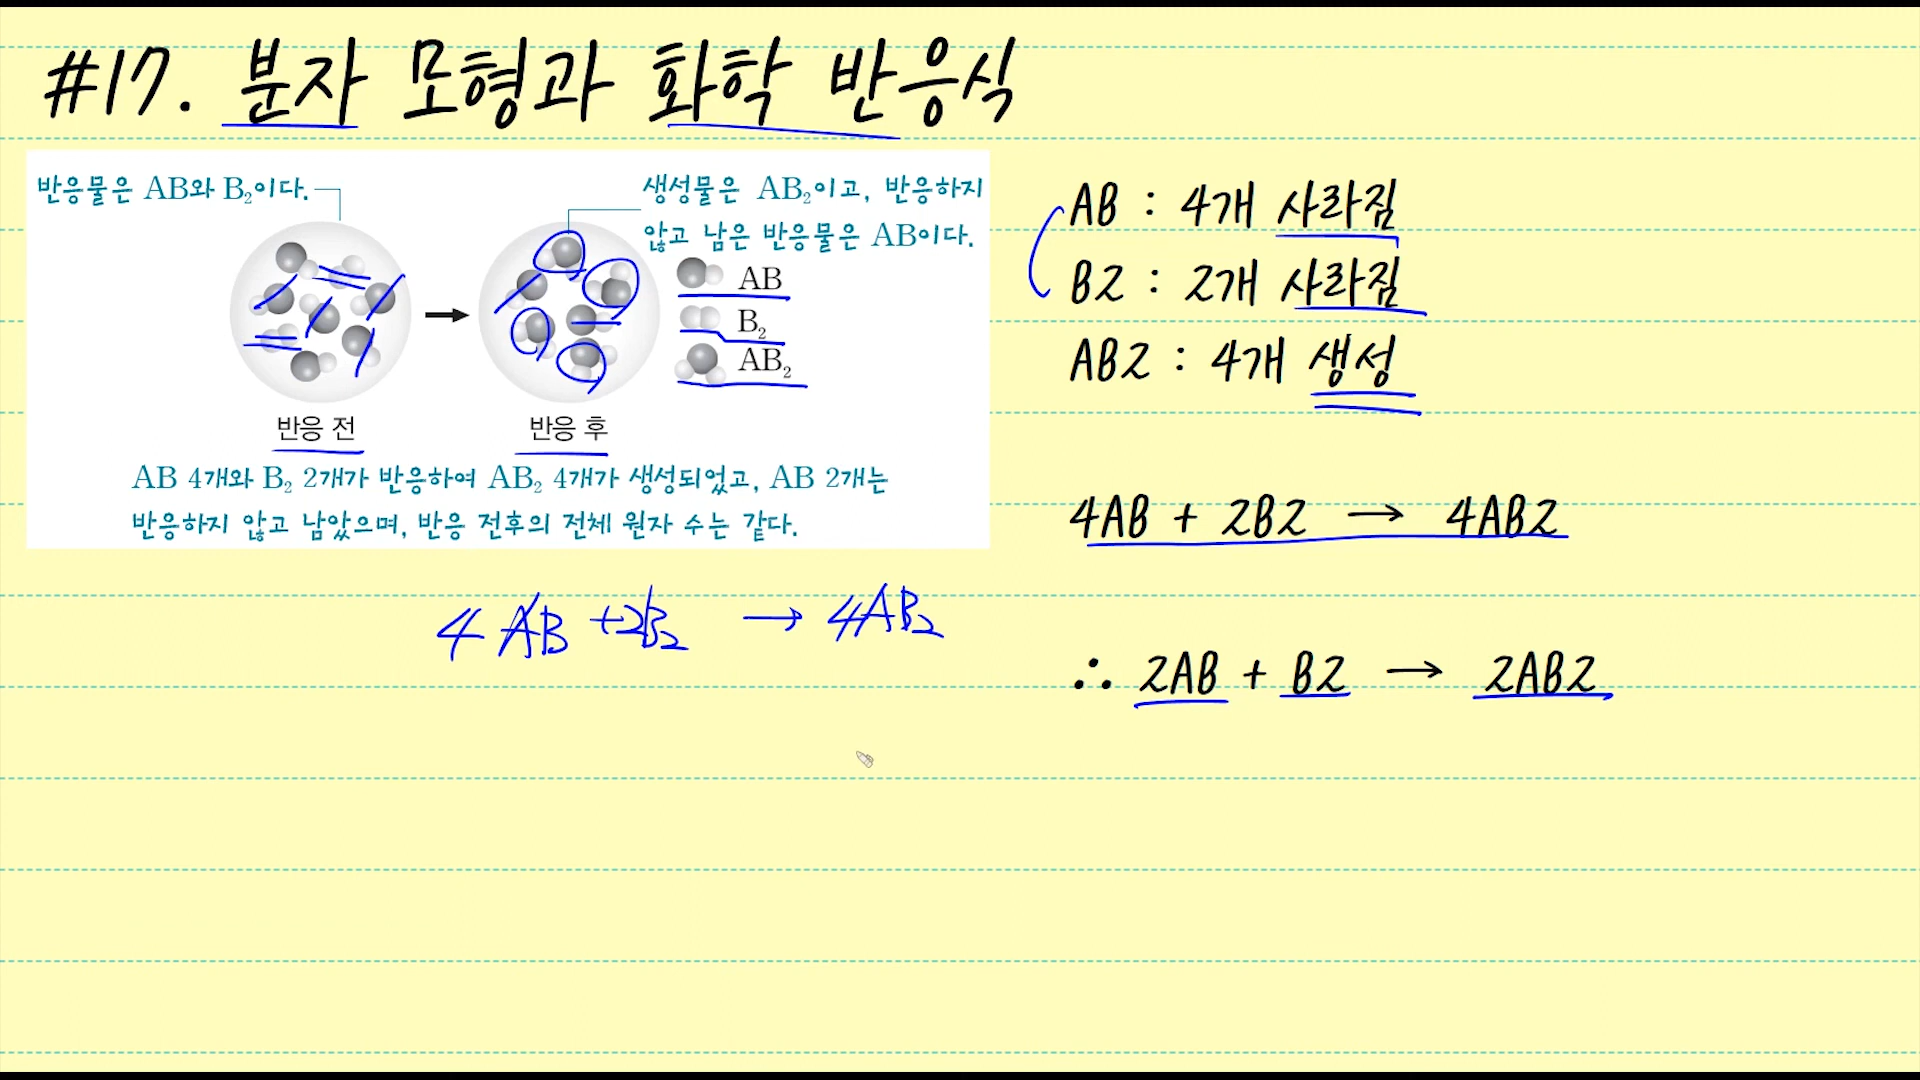 #17. 분자 모형과 화학 반응식
반응물은 AB와 B₂이다.
생성물은 AB₂이고, 반응하지
않고 남은 반응물은 AB이다.
AB
B₂
AB₂
반응 전
반응 후
AB 4개와 B₂ 2개가 반응하여 AB₂ 4개가 생성되었고, AB 2개는
반응하지 않고 남았으며, 반응 전후의 전체 원자 수는 같다.
4AB +2B₂ → 4AB₂
AB : 4개 사라짐
B2 : 2개 사라짐
AB2 : 4개 생성
4AB + 2B2 → 4AB2
∴ 2AB + B2 → 2AB2